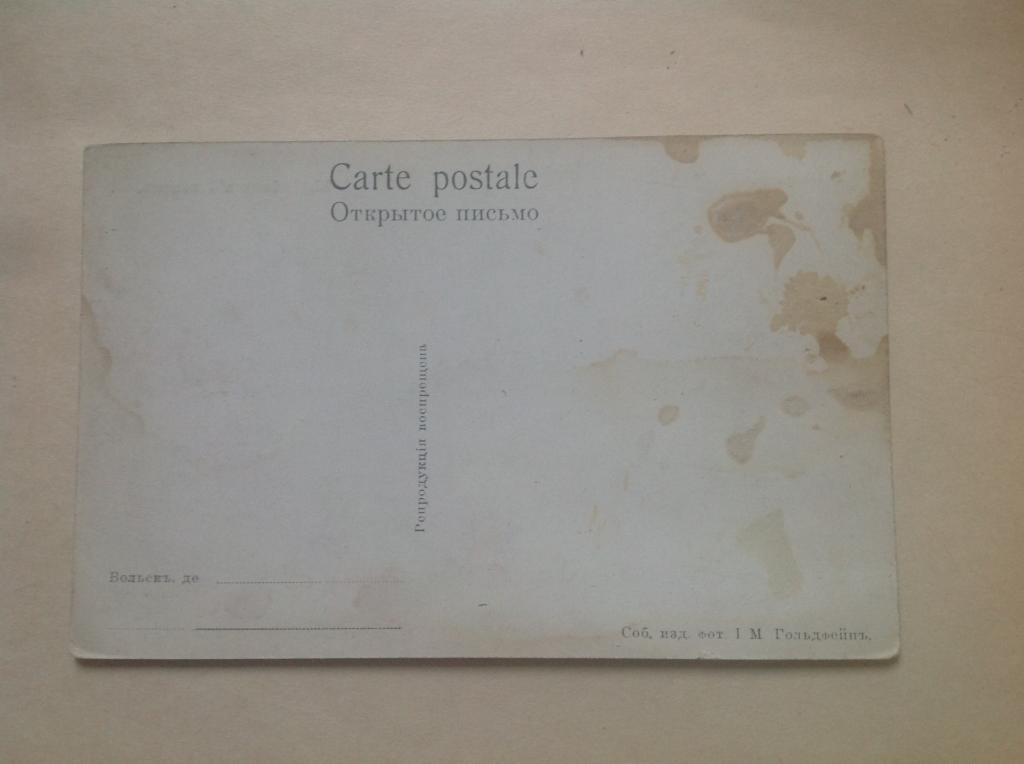 Carte postale
Открытое письмо
Репродукція воспрещена
Вольскъ, де
Соб. изд. фот. І М Гольдфейнъ.